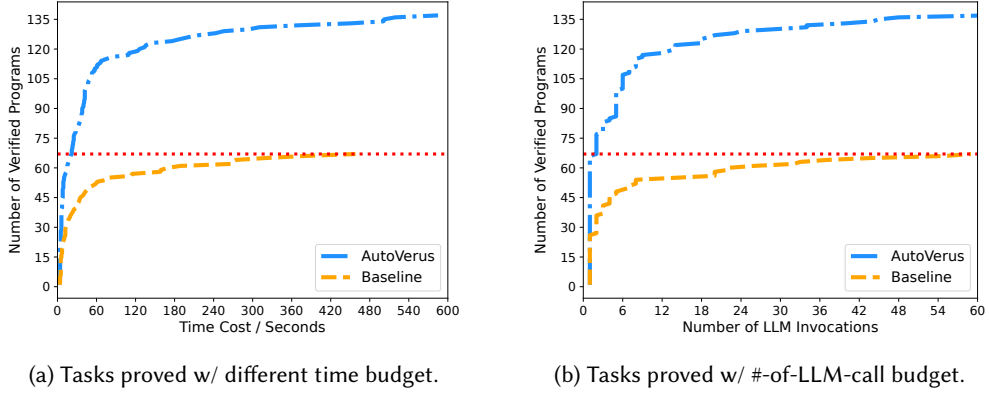 Number of Verified Programs
135
120
105
90
75
60
45
30
15
0
AutoVerus
Baseline
0 60 120 180 240 300 360 420 480 540 600
Time Cost / Seconds
(a) Tasks proved w/ different time budget.
Number of Verified Programs
135
120
105
90
75
60
45
30
15
0
AutoVerus
Baseline
0 6 12 18 24 30 36 42 48 54 60
Number of LLM Invocations
(b) Tasks proved w/ #-of-LLM-call budget.